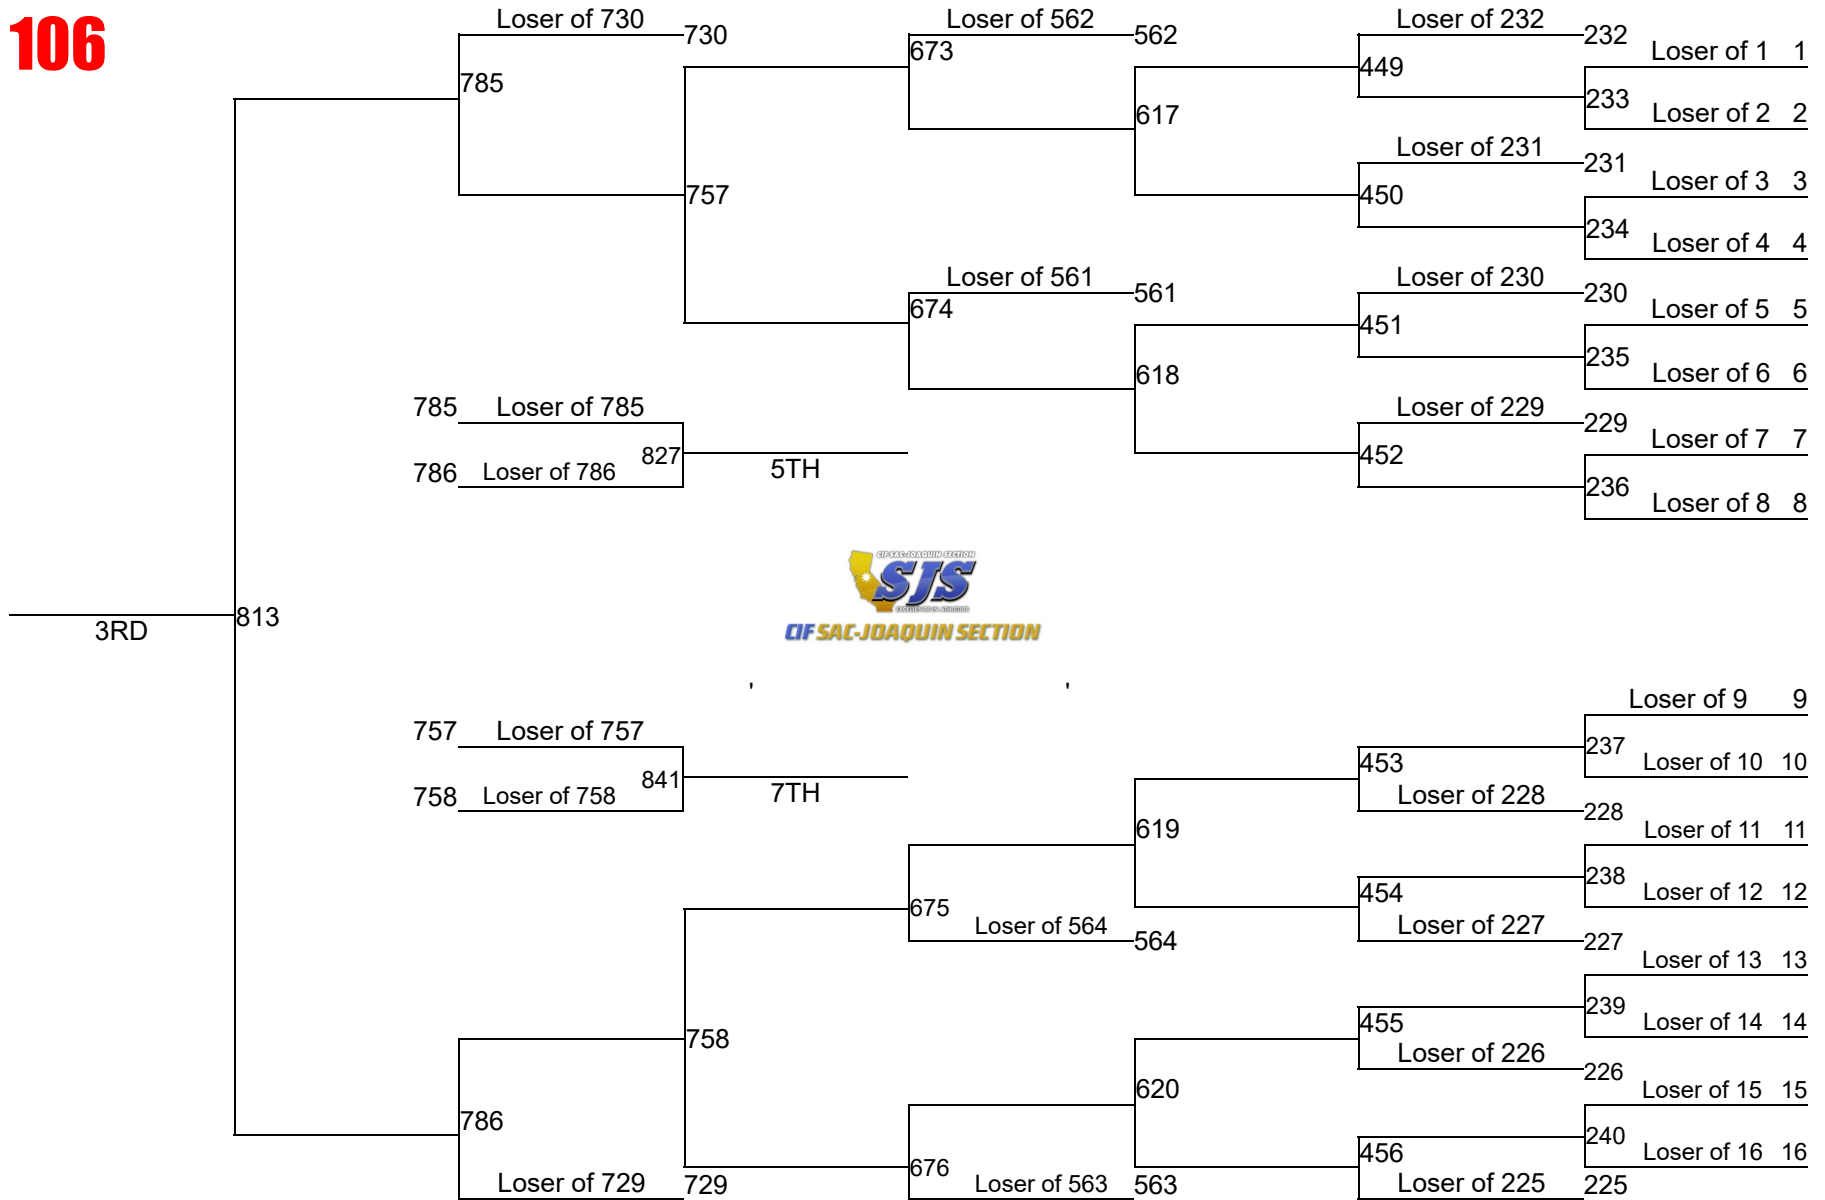 106
Loser of 730 730
Loser of 562 562
Loser of 232 232
Loser of 1 1
673
449
785
233
Loser of 2 2
617
Loser of 231 231
Loser of 3 3
757
450
234
Loser of 4 4
Loser of 561 561
Loser of 230 230
Loser of 5 5
674
451
235
Loser of 6 6
618
785 Loser of 785
Loser of 229 229
Loser of 7 7
827
452
786 Loser of 786
5TH
236
Loser of 8 8
CIF SAC-JOAQUIN SECTION
SJS
EXCELLENCE IN ATHLETICS
CIF SAC-JOAQUIN SECTION
813
3RD
' '
Loser of 9 9
757 Loser of 757
237
453
Loser of 10 10
841
758 Loser of 758
7TH
Loser of 228 228
619
Loser of 11 11
238
454
Loser of 12 12
675
Loser of 564 564
Loser of 227 227
Loser of 13 13
239
455
Loser of 14 14
758
Loser of 226 226
620
Loser of 15 15
786
240
456
Loser of 16 16
676
Loser of 729 729
Loser of 563 563
Loser of 225 225